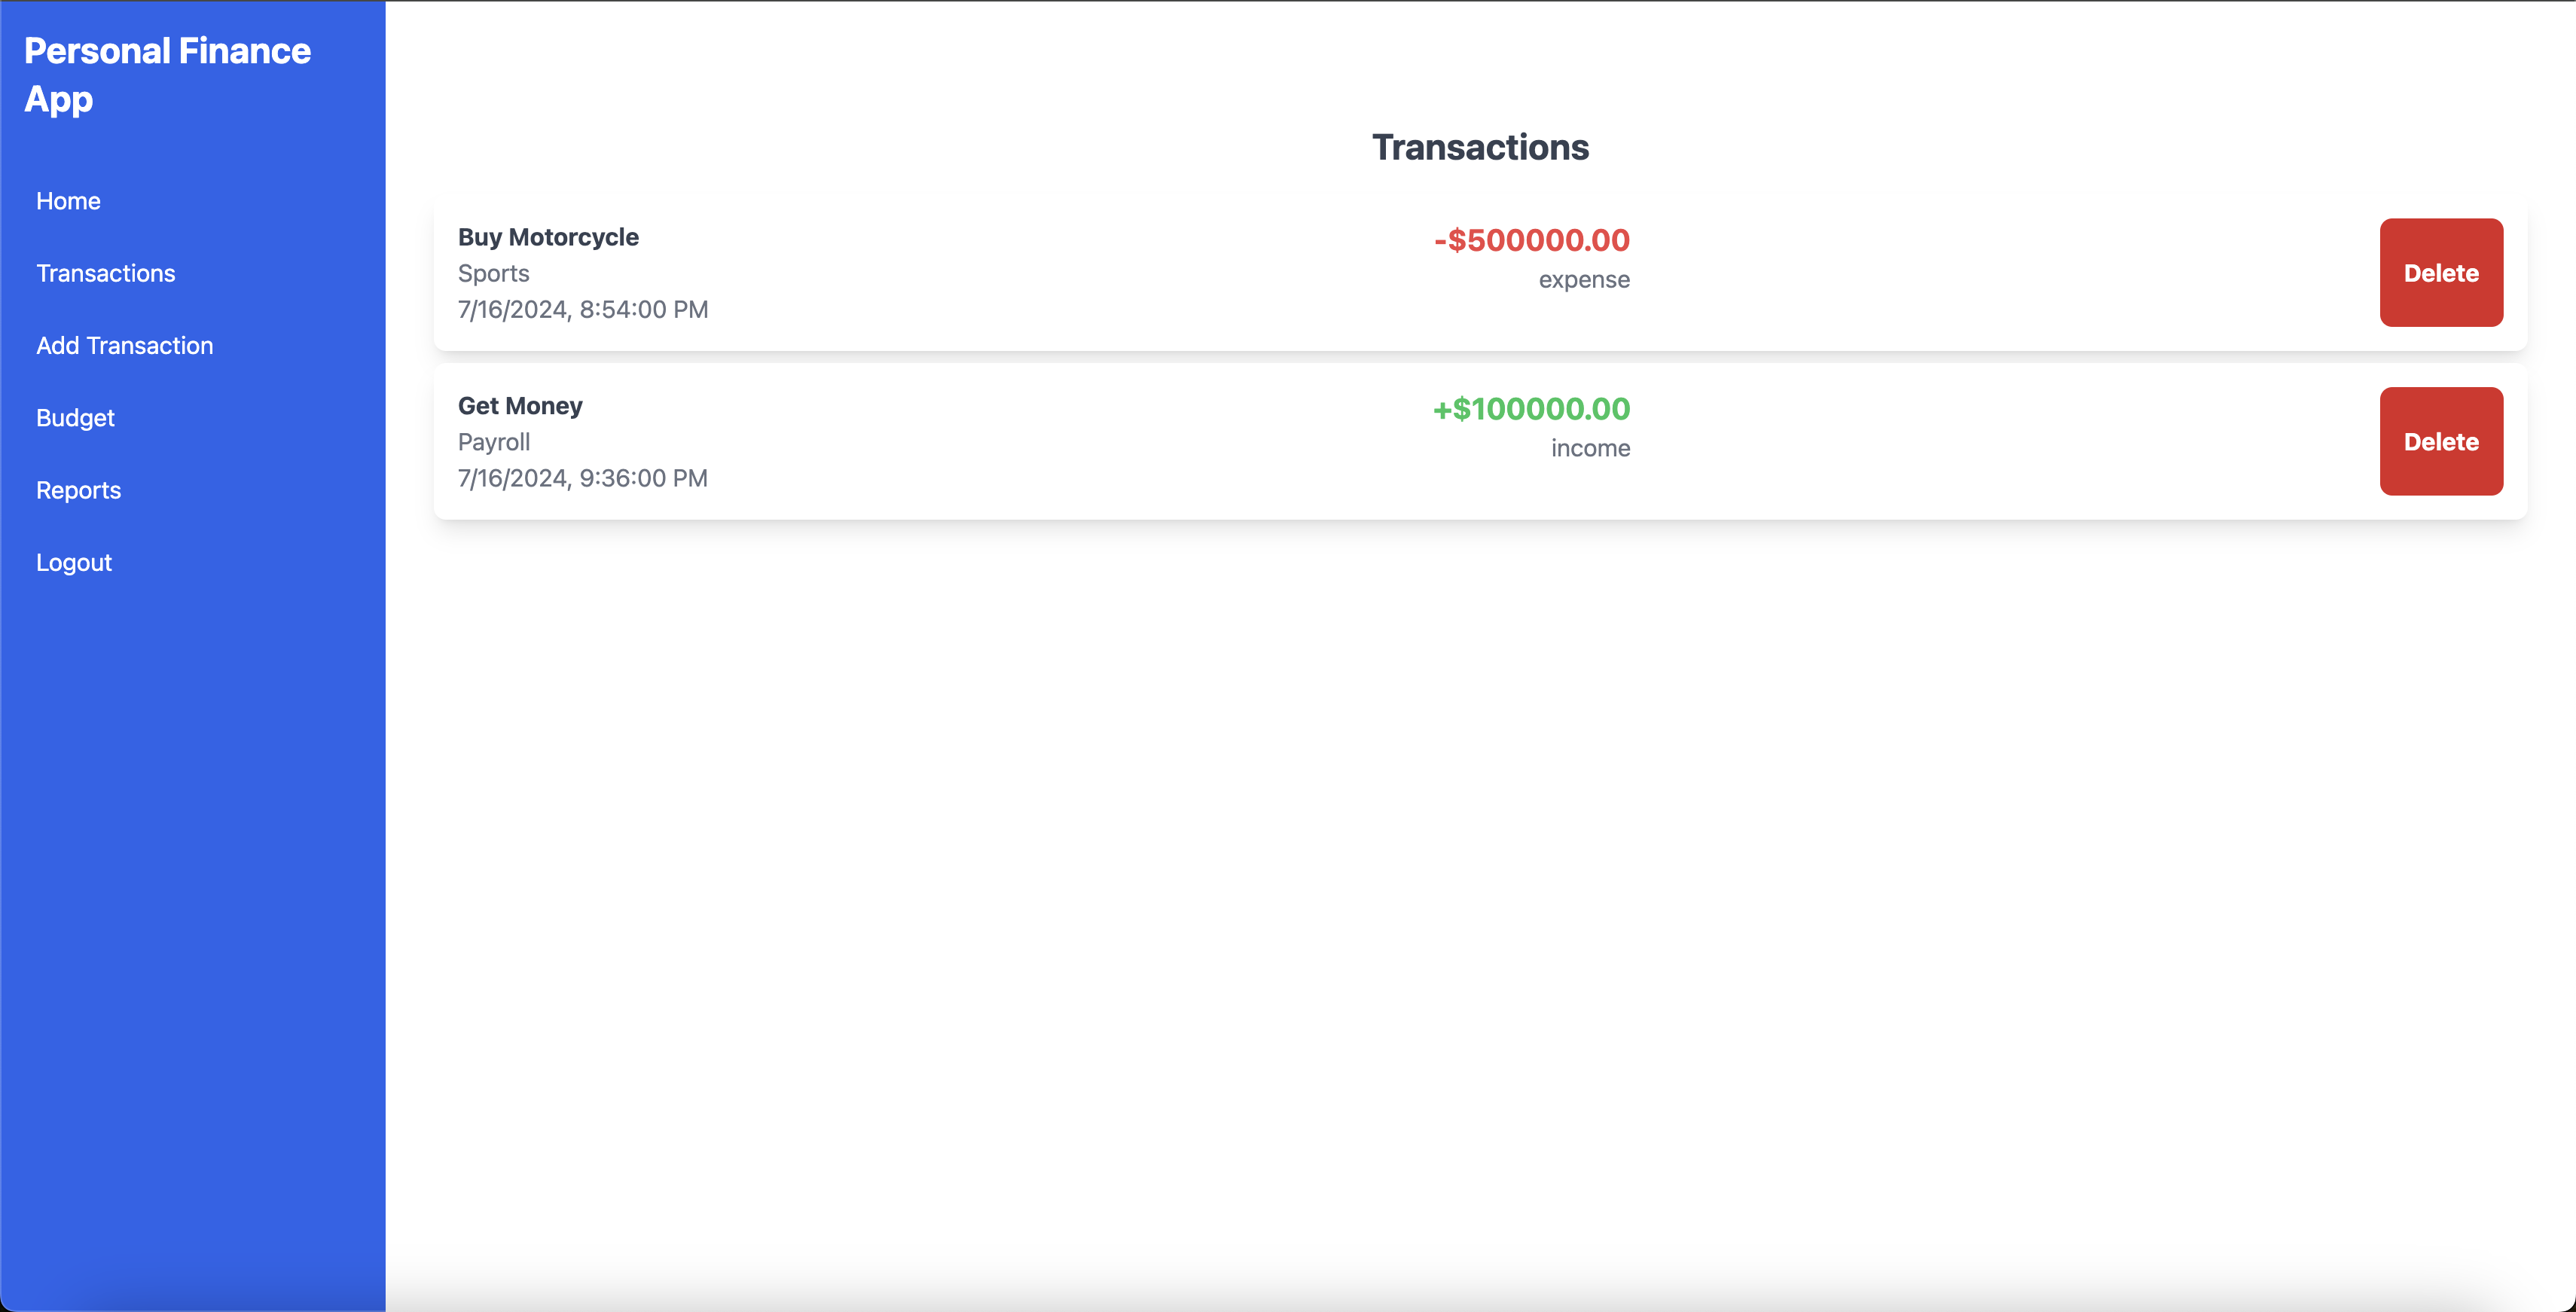 Personal Finance
App
Home
Transactions
Add Transaction
Budget
Reports
Logout
Transactions
Buy Motorcycle
Sports
7/16/2024, 8:54:00 PM
-$500000.00
expense
Delete
Get Money
Payroll
7/16/2024, 9:36:00 PM
+$100000.00
income
Delete